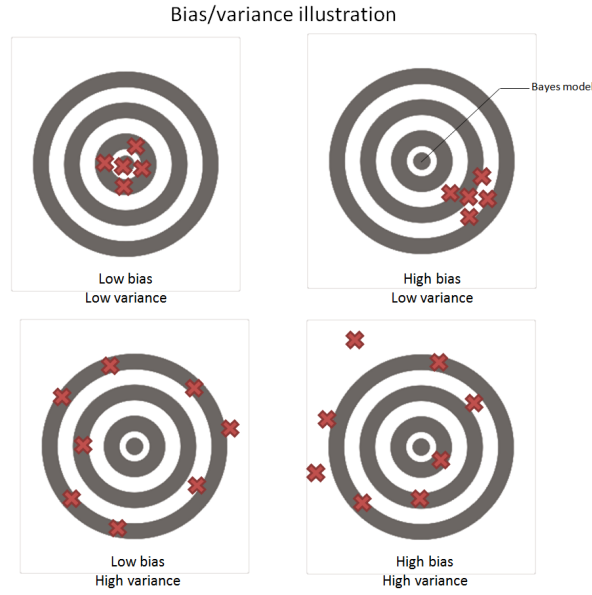 Bias/variance illustration
Bayes model
Low bias
Low variance
High bias
Low variance
Low bias
High variance
High bias
High variance